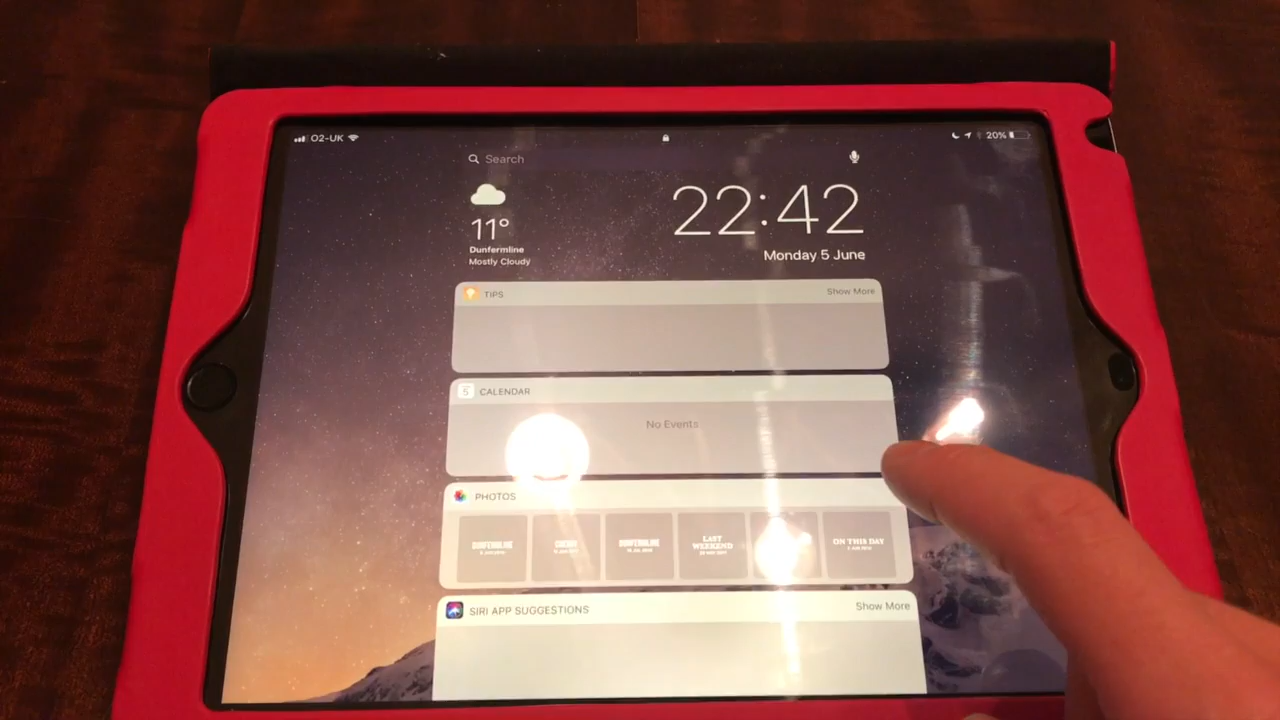 O2-UK
20%
Search
22:42
11°
Dunfermline
Mostly Cloudy
Monday 5 June
TIPS
Show More
5
CALENDAR
No Events
PHOTOS
DUNFERMLINE
DUNFERMLINE
LAST
WEEKEND
ON THIS DAY
SIRI APP SUGGESTIONS
Show More